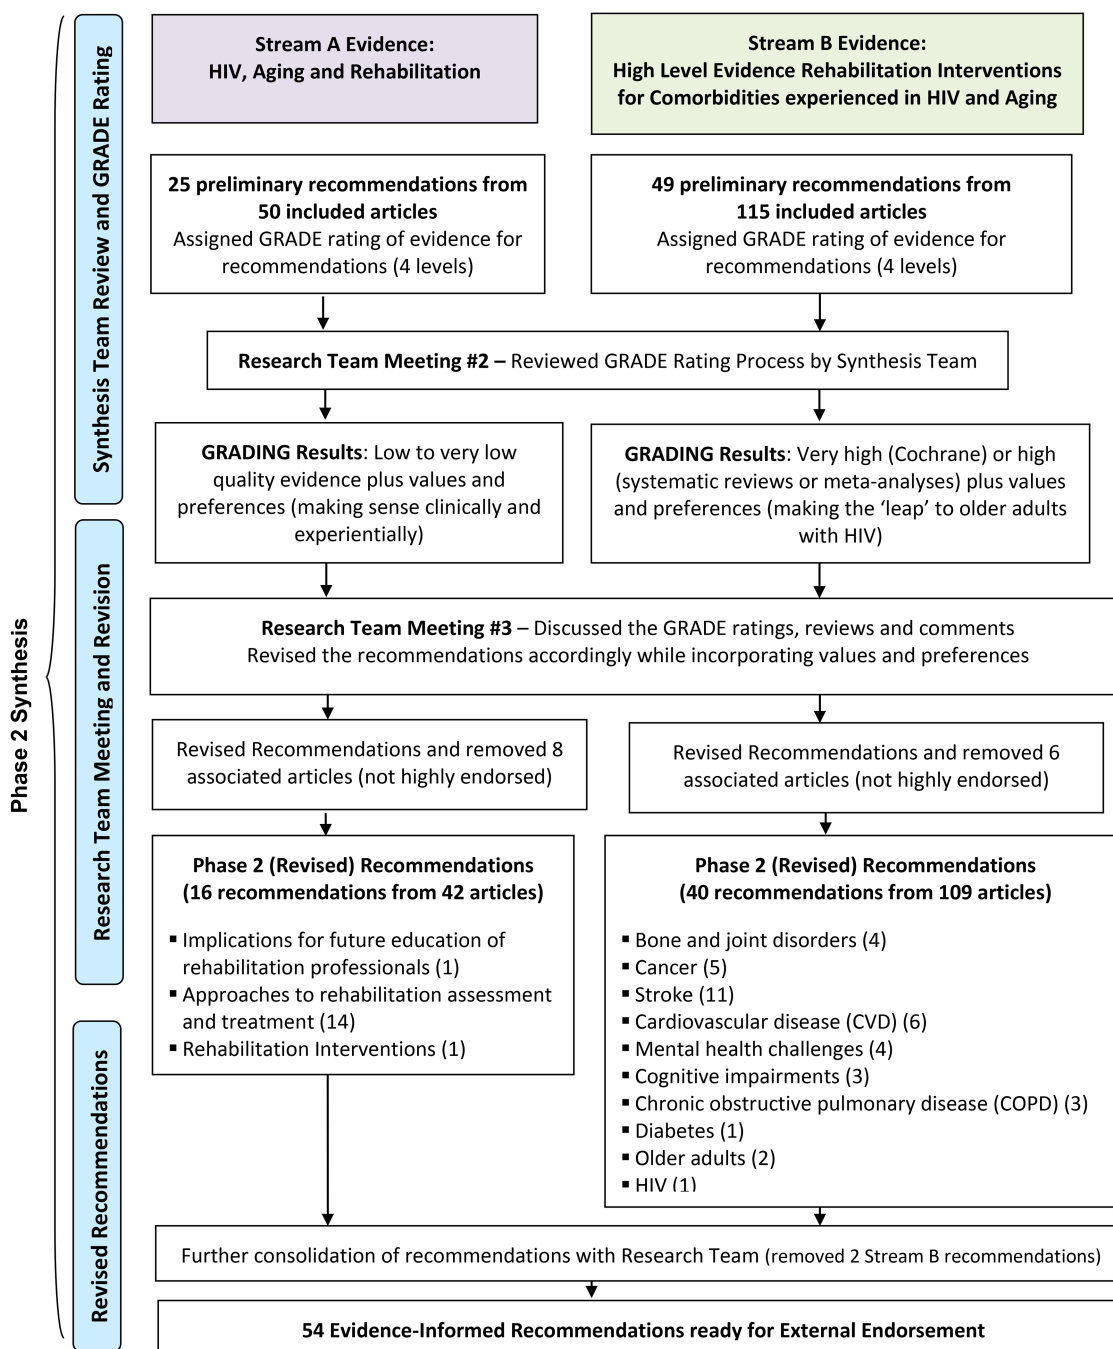 Phase 2 Synthesis
Synthesis Team Review and GRADE Rating
Research Team Meeting and Revision
Revised Recommendations
Stream A Evidence:
HIV, Aging and Rehabilitation
Stream B Evidence:
High Level Evidence Rehabilitation Interventions
for Comorbidities experienced in HIV and Aging
25 preliminary recommendations from
50 included articles
Assigned GRADE rating of evidence for
recommendations (4 levels)
49 preliminary recommendations from
115 included articles
Assigned GRADE rating of evidence for
recommendations (4 levels)
Research Team Meeting #2 – Reviewed GRADE Rating Process by Synthesis Team
GRADING Results: Low to very low
quality evidence plus values and
preferences (making sense clinically and
experientially)
GRADING Results: Very high (Cochrane) or high
(systematic reviews or meta-analyses) plus values
and preferences (making the ‘leap’ to older adults
with HIV)
Research Team Meeting #3 – Discussed the GRADE ratings, reviews and comments
Revised the recommendations accordingly while incorporating values and preferences
Revised Recommendations and removed 8
associated articles (not highly endorsed)
Revised Recommendations and removed 6
associated articles (not highly endorsed)
Phase 2 (Revised) Recommendations
(16 recommendations from 42 articles)
▪ Implications for future education of
rehabilitation professionals (1)
▪ Approaches to rehabilitation assessment
and treatment (14)
▪ Rehabilitation Interventions (1)
Phase 2 (Revised) Recommendations
(40 recommendations from 109 articles)
▪ Bone and joint disorders (4)
▪ Cancer (5)
▪ Stroke (11)
▪ Cardiovascular disease (CVD) (6)
▪ Mental health challenges (4)
▪ Cognitive impairments (3)
▪ Chronic obstructive pulmonary disease (COPD) (3)
▪ Diabetes (1)
▪ Older adults (2)
▪ HIV (1)
Further consolidation of recommendations with Research Team (removed 2 Stream B recommendations)
54 Evidence-Informed Recommendations ready for External Endorsement